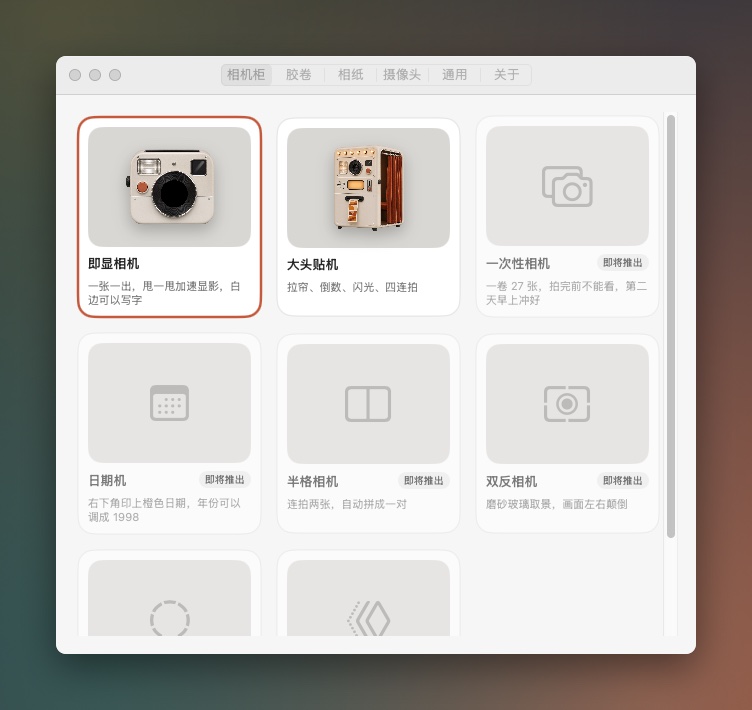 相机柜 胶卷 相纸 摄像头 通用 关于
即显相机
一张一出，甩一甩加速显影，白
边可以写字
大头贴机
拉帘、倒数、闪光、四连拍
一次性相机 即将推出
一卷 27 张，拍完前不能看，第二
天早上冲好
日期机 即将推出
右下角印上橙色日期，年份可以
调成 1998
半格相机 即将推出
连拍两张，自动拼成一对
双反相机 即将推出
磨砂玻璃取景，画面左右颠倒